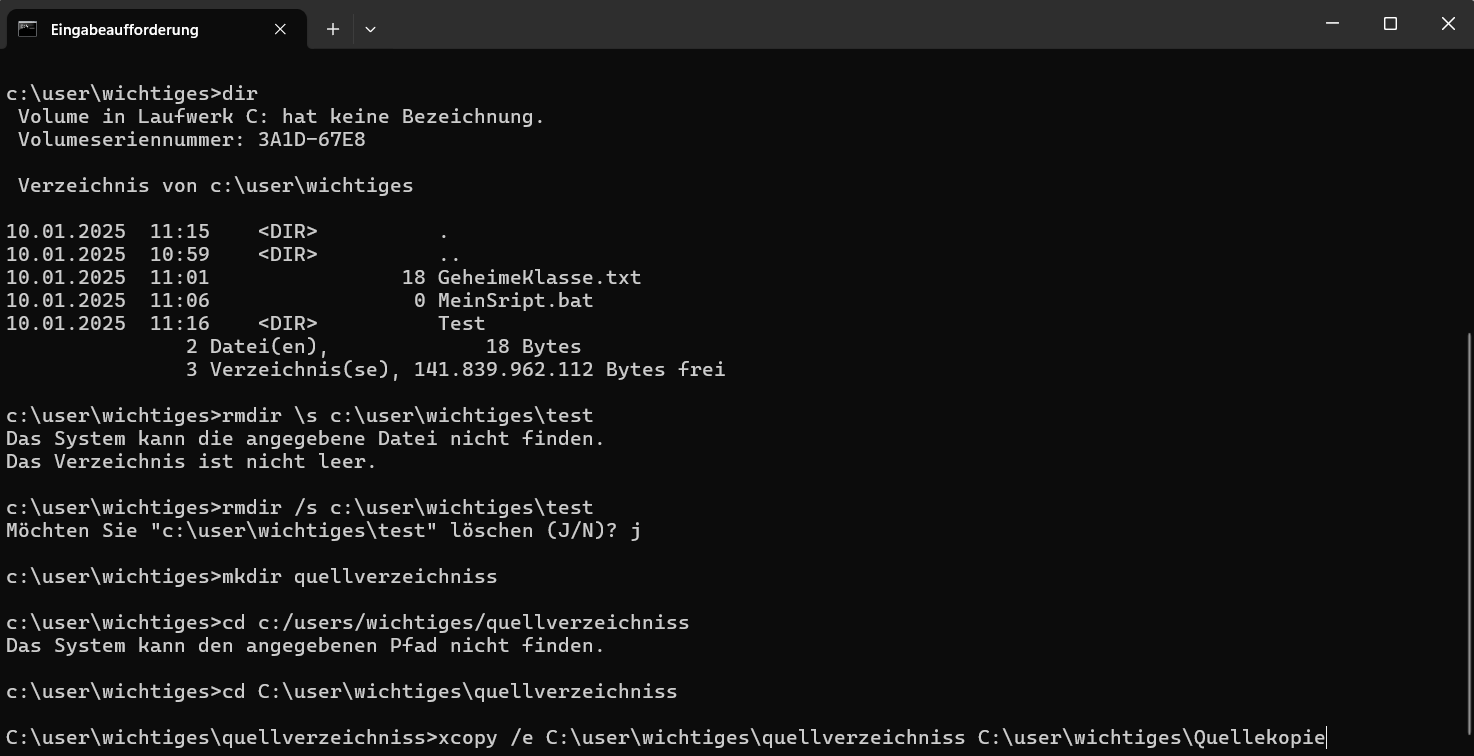 Eingabeaufforderung
c:\user\wichtiges>dir
Volume in Laufwerk C: hat keine Bezeichnung.
Volumeseriennummer: 3A1D-67E8
Verzeichnis von c:\user\wichtiges
10.01.2025  11:15    <DIR>          .
10.01.2025  10:59    <DIR>          ..
10.01.2025  11:01                18 GeheimeKlasse.txt
10.01.2025  11:06                 0 MeinSript.bat
10.01.2025  11:16    <DIR>          Test
2 Datei(en),             18 Bytes
3 Verzeichnis(se), 141.839.962.112 Bytes frei
c:\user\wichtiges>rmdir \s c:\user\wichtiges\test
Das System kann die angegebene Datei nicht finden.
Das Verzeichnis ist nicht leer.
c:\user\wichtiges>rmdir /s c:\user\wichtiges\test
Möchten Sie "c:\user\wichtiges\test" löschen (J/N)? j
c:\user\wichtiges>mkdir quellverzeichniss
c:\user\wichtiges>cd c:/users/wichtiges/quellverzeichniss
Das System kann den angegebenen Pfad nicht finden.
c:\user\wichtiges>cd C:\user\wichtiges\quellverzeichniss
C:\user\wichtiges\quellverzeichniss>xcopy /e C:\user\wichtiges\quellverzeichniss C:\user\wichtiges\Quellekopie